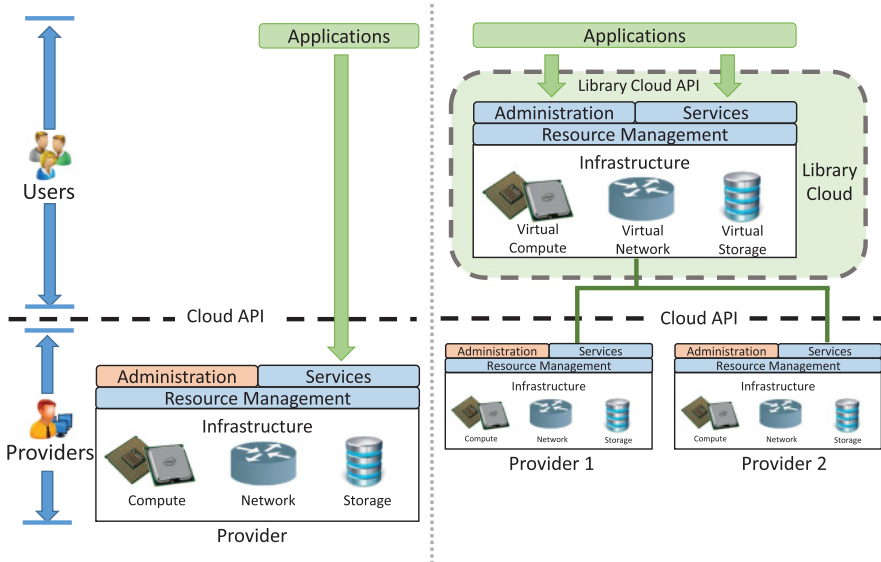 Applications
Users
Cloud API
Administration
Services
Resource Management
Infrastructure
Compute
Network
Storage
Providers
Provider
Applications
Library Cloud API
Administration
Services
Resource Management
Infrastructure
Virtual
Compute
Virtual
Network
Virtual
Storage
Library
Cloud
Cloud API
Administration
Services
Resource Management
Infrastructure
Compute
Network
Storage
Provider 1
Administration
Services
Resource Management
Infrastructure
Compute
Network
Storage
Provider 2